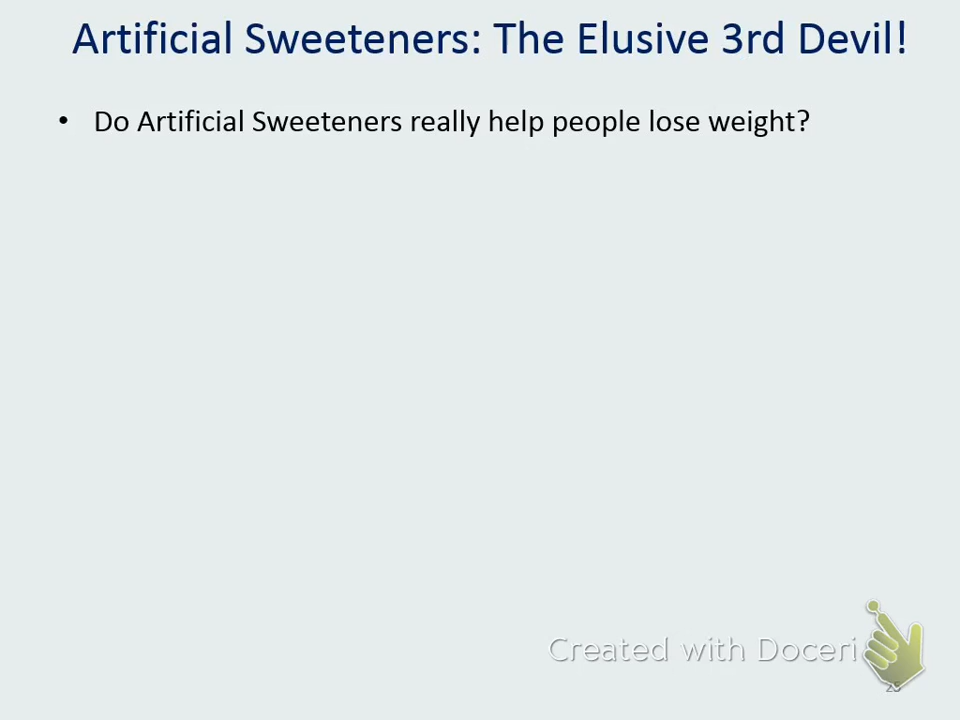 Artificial Sweeteners: The Elusive 3rd Devil!
• Do Artificial Sweeteners really help people lose weight?
Created with Doceri